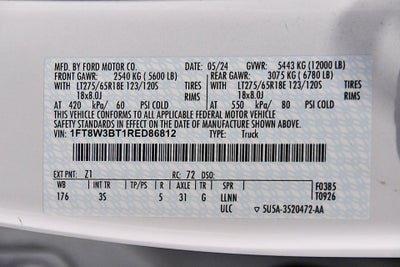 MFD. BY FORD MOTOR CO. 05/24 GVWR: 5443 KG (12000 LB)
FRONT GAWR: 2540 KG (5600 LB) REAR GAWR: 3075 KG (6780 LB)
WITH LT275/65R18E 123/120S TIRES WITH LT275/65R18E 123/120S TIRES
18x8.0J RIMS 18x8.0J RIMS
AT 420 kPa/ 60 PSI COLD AT 550 kPa/ 80 PSI COLD
THIS VEHICLE CONFORMS TO ALL APPLICABLE FEDERAL MOTOR VEHICLE
SAFETY STANDARDS IN EFFECT ON THE DATE OF MANUFACTURE SHOWN ABOVE.
VIN: 1FT8W3BT1RED86812 TYPE: Truck
EXT PNT: Z1 RC: 72 DSO:
WB INT TR TP/PS R AXLE TR SPR F0385
176 3S 5 31 G LLNN T0926
ULC 5U5A-3520472-AA